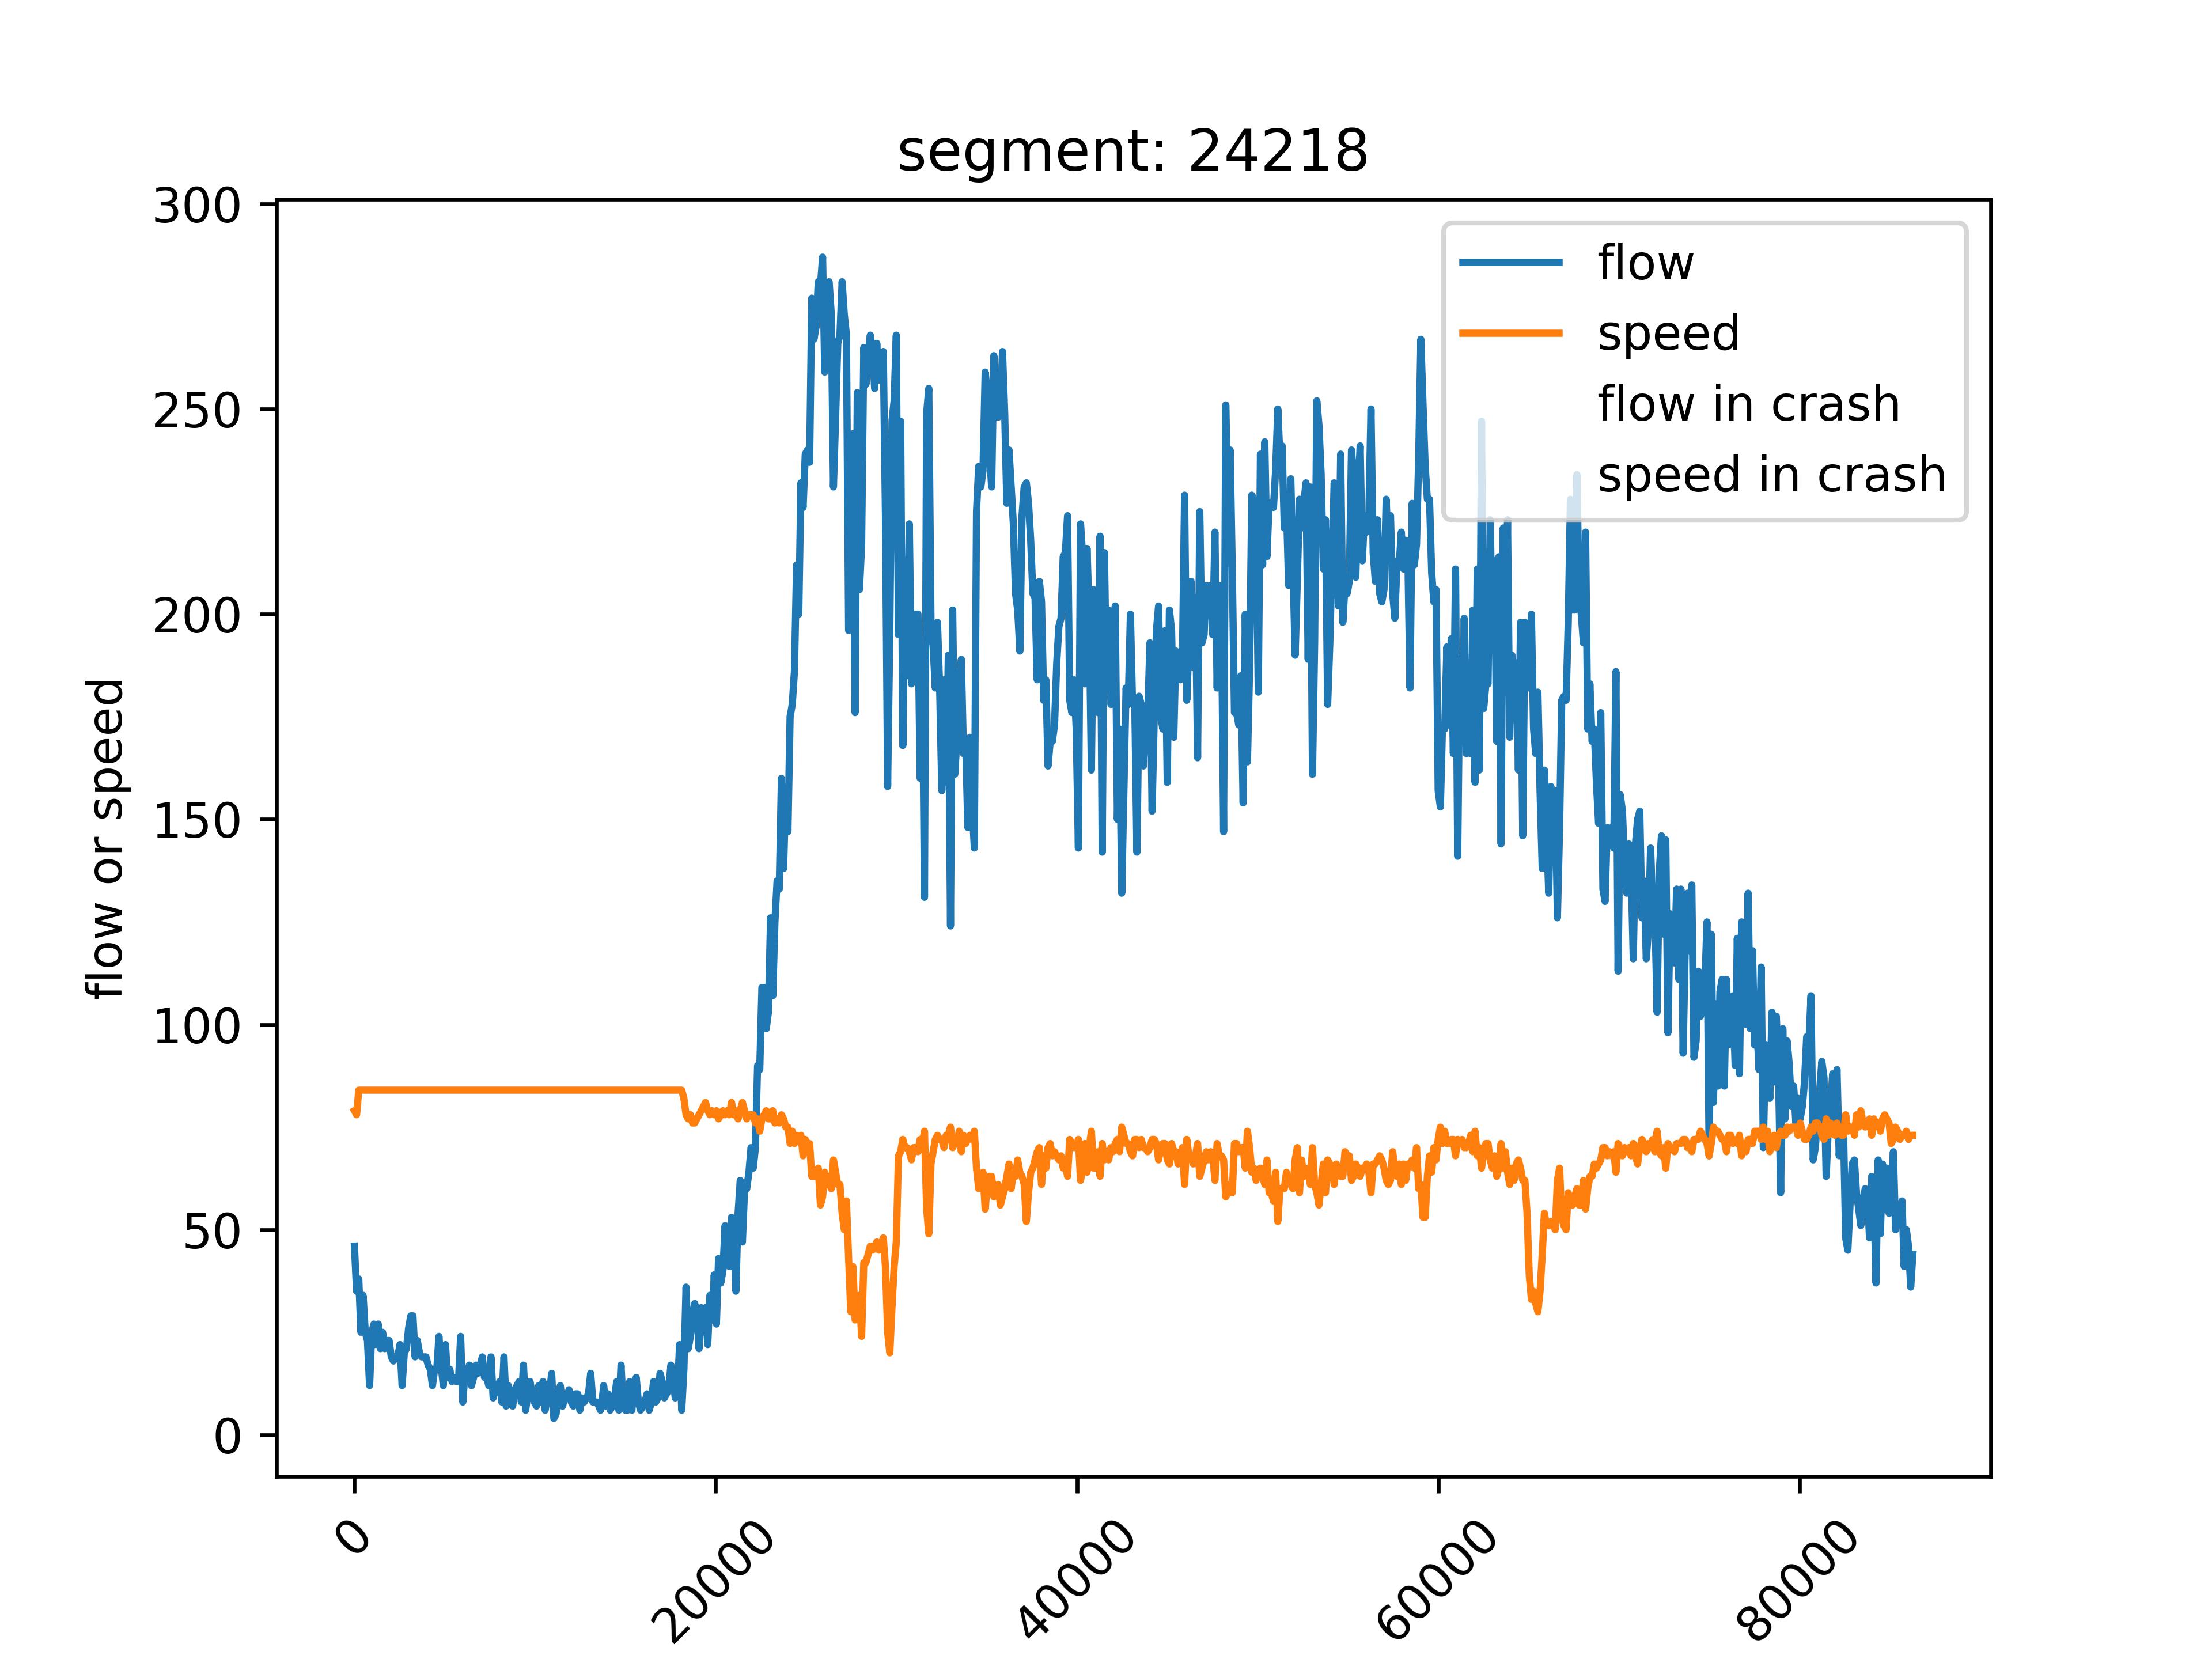 segment: 24218
300
250
200
150
100
50
0
flow or speed
flow
speed
flow in crash
speed in crash
0
20000
40000
60000
80000